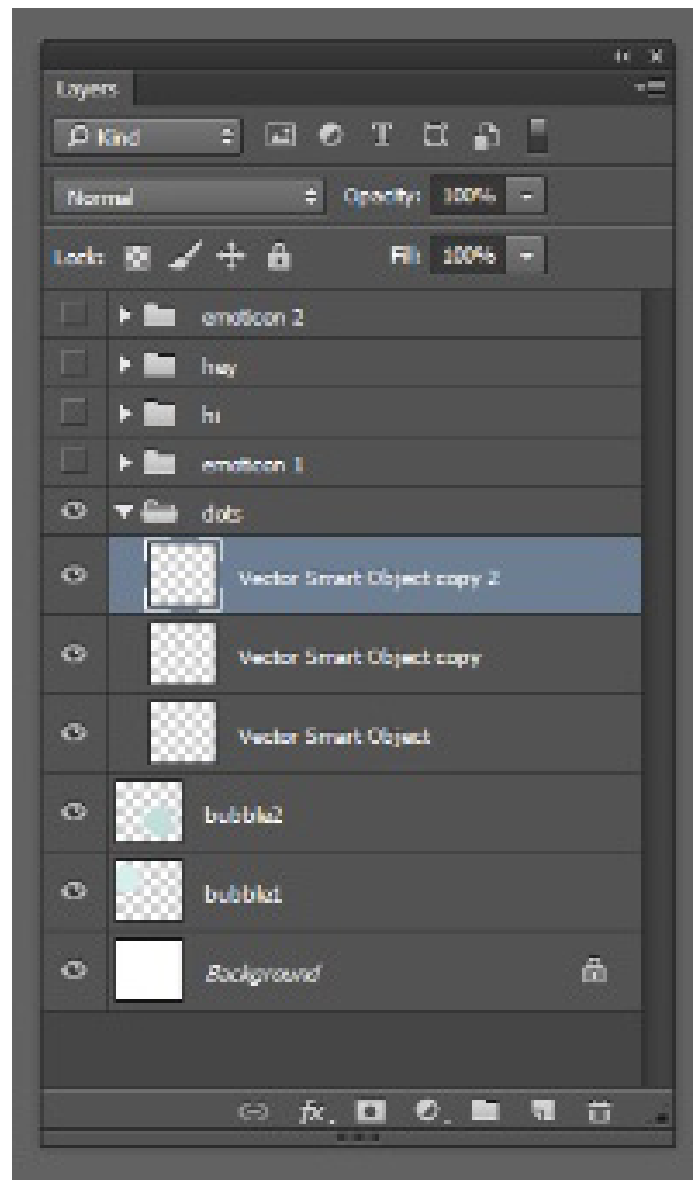 Layers
Kind
Normal Opacity: 100%
Lock: Fill: 100%
emoticon 2
hey
hi
emoticon 1
dots
Vector Smart Object copy 2
Vector Smart Object copy
Vector Smart Object
bubble2
bubble1
Background
fx.